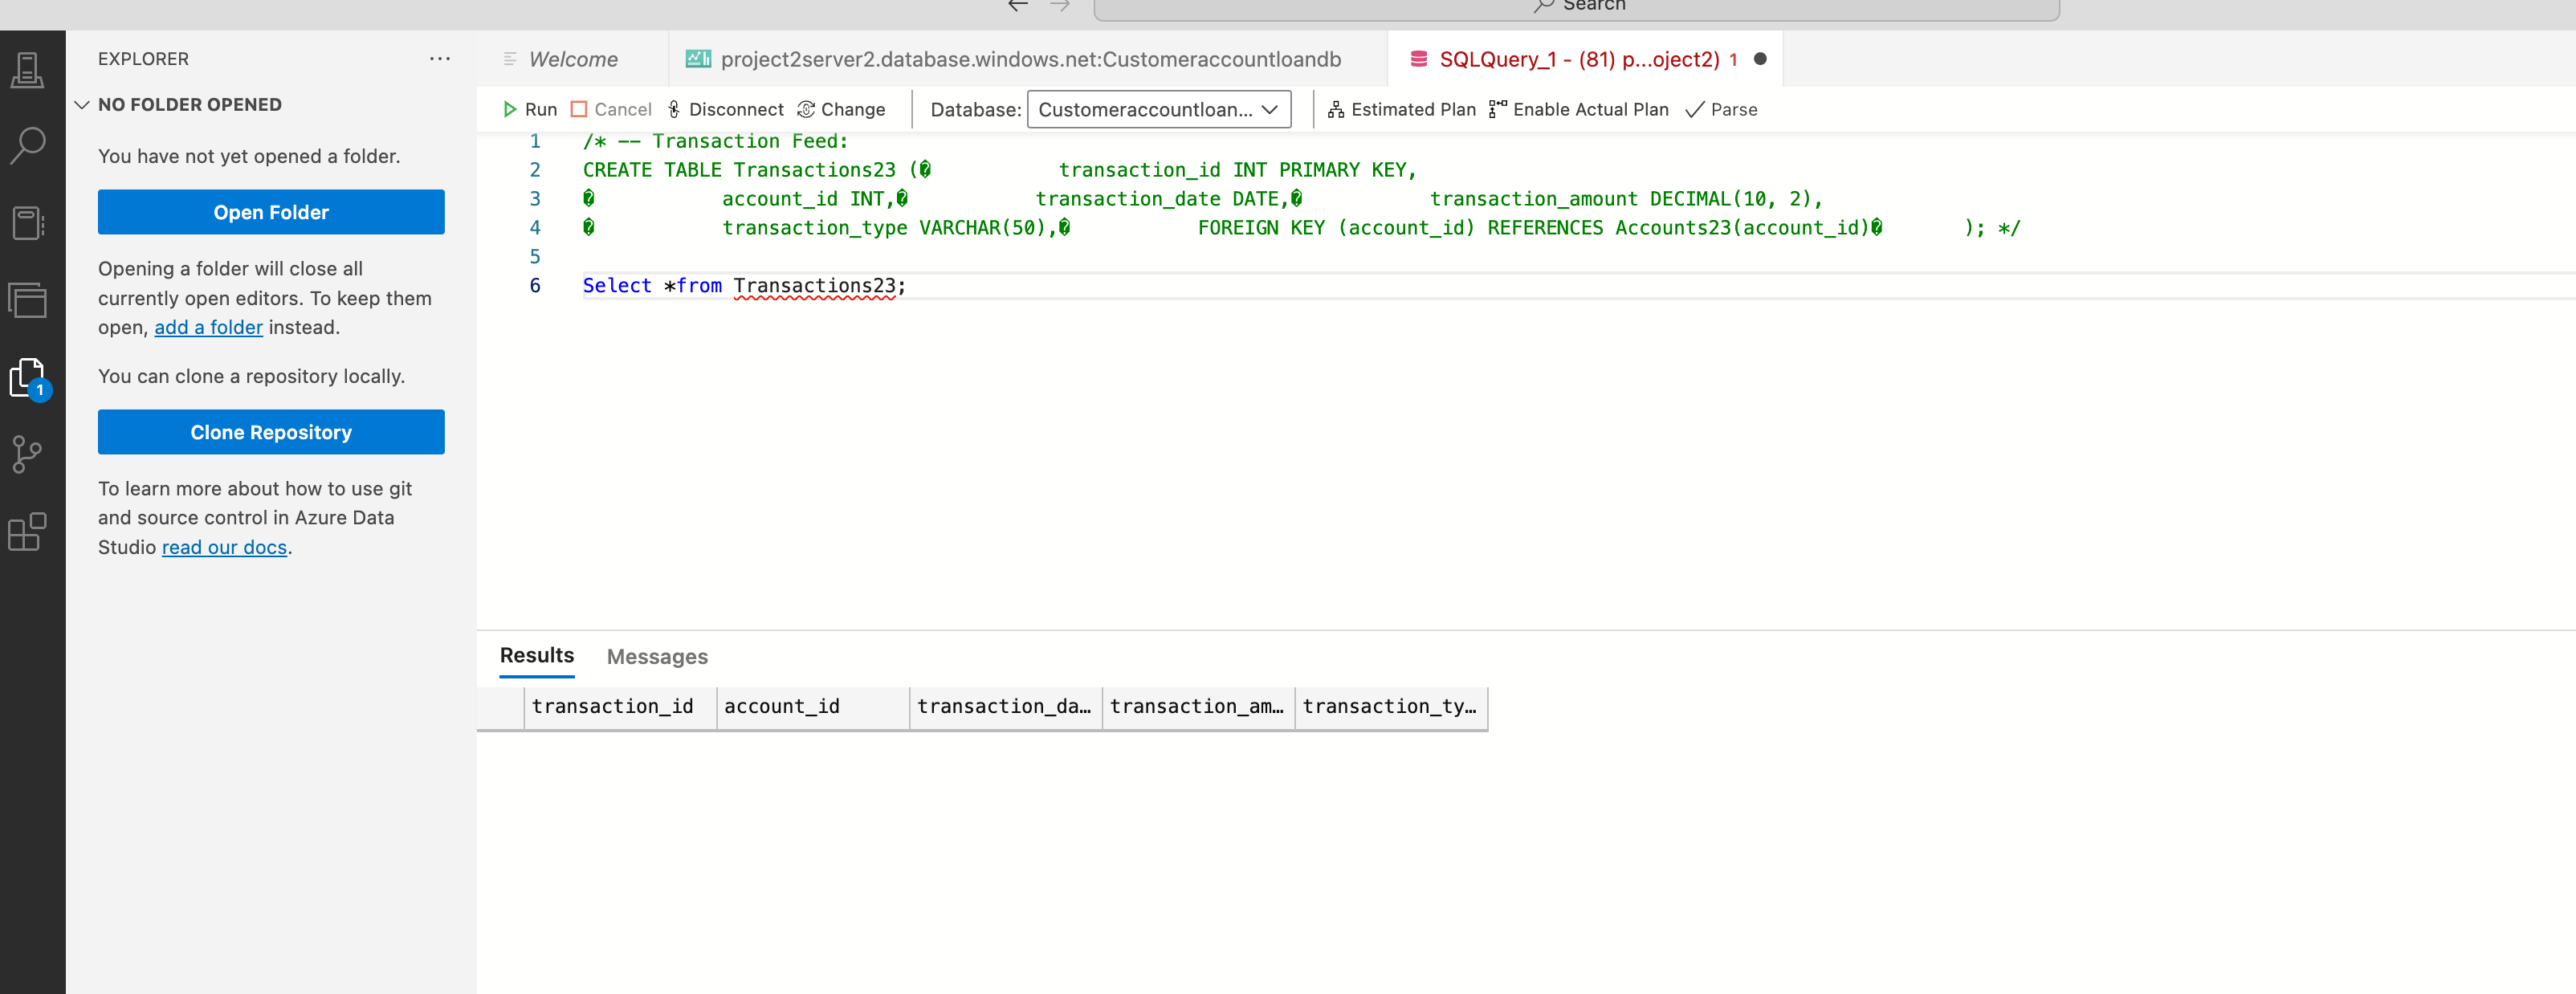 Search
EXPLORER ...
NO FOLDER OPENED
You have not yet opened a folder.
Open Folder
Opening a folder will close all
currently open editors. To keep them
open, add a folder instead.
You can clone a repository locally.
Clone Repository
To learn more about how to use git
and source control in Azure Data
Studio read our docs.
1
Welcome
project2server2.database.windows.net:Customeraccountloandb
SQLQuery_1 - (81) p...oject2) 1
Run Cancel Disconnect Change Database: Customeraccountloan... Estimated Plan Enable Actual Plan Parse
1 /* -- Transaction Feed:
2 CREATE TABLE Transactions23 (� transaction_id INT PRIMARY KEY,
3 � account_id INT,� transaction_date DATE,� transaction_amount DECIMAL(10, 2),
4 � transaction_type VARCHAR(50),� FOREIGN KEY (account_id) REFERENCES Accounts23(account_id)� ); */
5
6 Select *from Transactions23;
Results Messages
transaction_id account_id transaction_da... transaction_am... transaction_ty...